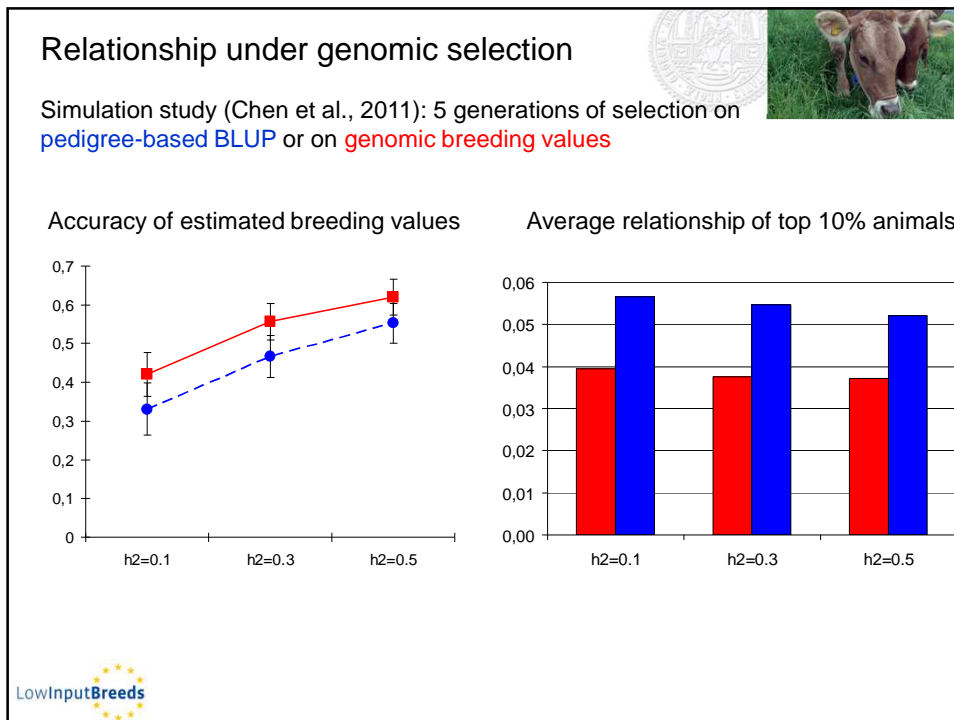 Relationship under genomic selection
Simulation study (Chen et al., 2011): 5 generations of selection on
pedigree-based BLUP or on genomic breeding values
Accuracy of estimated breeding values
0,7
0,6
0,5
0,4
0,3
0,2
0,1
0
h2=0.1 h2=0.3 h2=0.5
Average relationship of top 10% animals
0,06
0,05
0,04
0,03
0,02
0,01
0,00
h2=0.1 h2=0.3 h2=0.5
LowInputBreeds